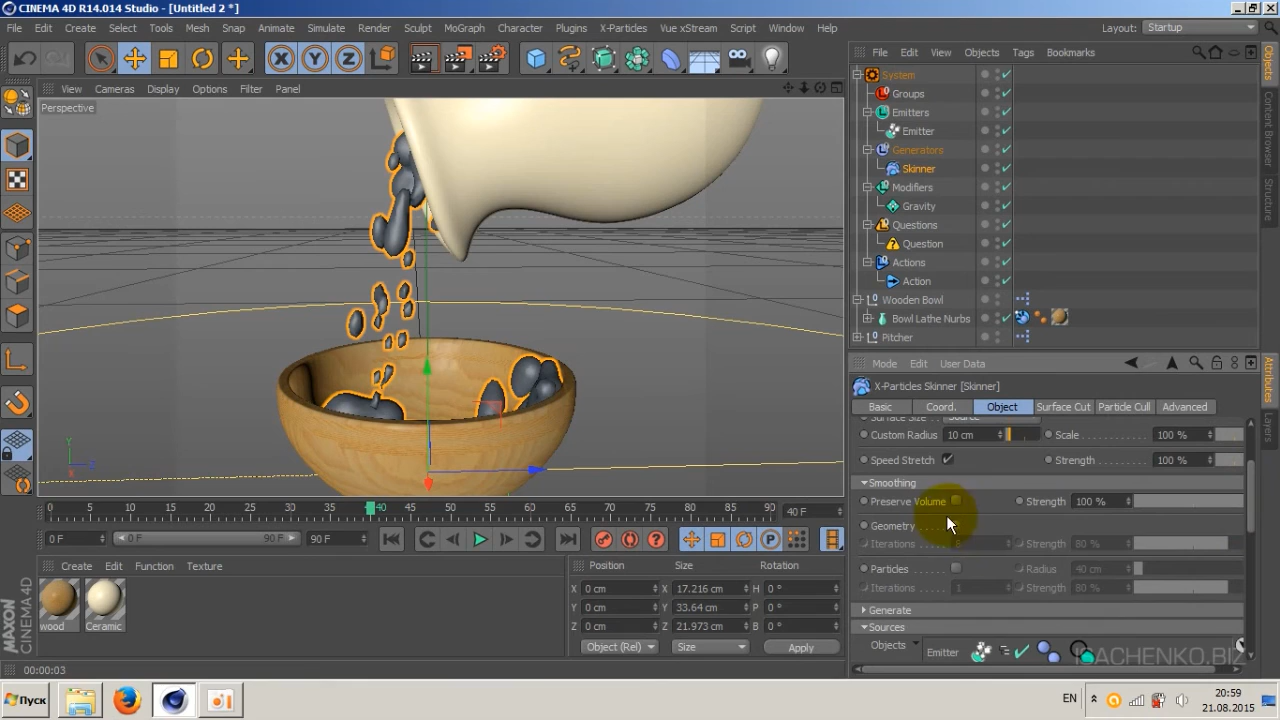 CINEMA 4D R14.014 Studio - [Untitled 2 *]
File Edit Create Select Tools Mesh Snap Animate Simulate Render Sculpt MoGraph Character Plugins X-Particles Vue xStream Script Window Help Layout: Startup
X Y Z
File Edit View Objects Tags Bookmarks
View Cameras Display Options Filter Panel
Perspective
System
Groups
Emitters
Emitter
Generators
Skinner
Modifiers
Gravity
Questions
Question
Actions
Action
Wooden Bowl
Bowl Lathe Nurbs
Pitcher
Objects
Content Browser
Structure
Mode Edit User Data
X-Particles Skinner [Skinner]
Basic Coord. Object Surface Cut Particle Cull Advanced
Custom Radius 10 cm Scale 100 %
Speed Stretch Strength 100 %
Smoothing
Preserve Volume Strength 100 %
Geometry
Iterations Strength 80 %
Particles Radius 40 cm
Iterations 1 Strength 80 %
Generate
Sources
Objects Emitter
Attributes
Layers
Y
Z
0 5 10 15 20 25 30 35 40 45 50 55 60 65 70 75 80 85 90 40 F
0 F 0 F 90 F 90 F
P
Create Edit Function Texture
wood Ceramic
Position Size Rotation
X 0 cm X 17.216 cm H 0 °
Y 0 cm Y 33.64 cm P 0 °
Z 0 cm Z 21.973 cm B 0 °
Object (Rel) Size Apply
MAXON CINEMA 4D
ISACHENKO.BIZ
00:00:03
Пуск
EN
20:59
21.08.2015